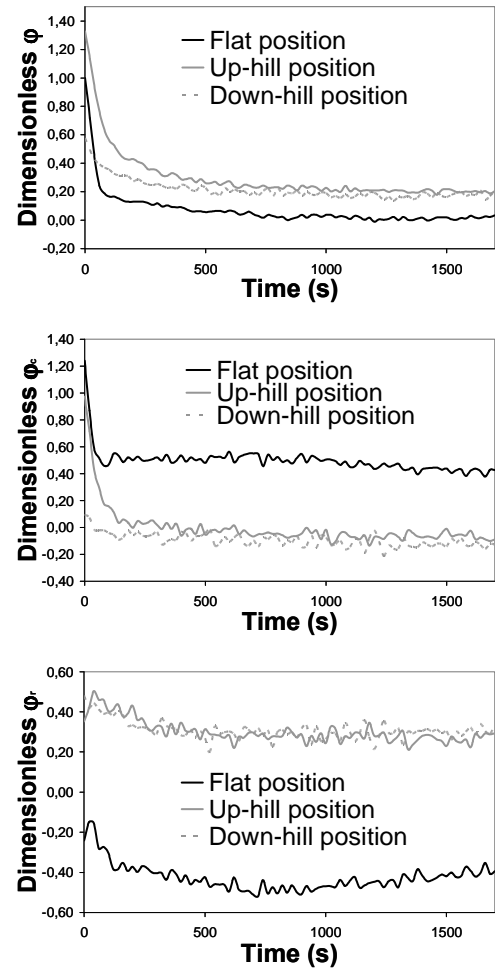 Dimensionless φ
1,40
1,20
1,00
0,80
0,60
0,40
0,20
0,00
-0,20
Flat position
Up-hill position
Down-hill position
0
500
1000
1500
Time (s)
Dimensionless φc
1,40
1,20
1,00
0,80
0,60
0,40
0,20
0,00
-0,20
-0,40
Flat position
Up-hill position
Down-hill position
0
500
1000
1500
Time (s)
Dimensionless φr
0,60
0,40
0,20
0,00
-0,20
-0,40
-0,60
Flat position
Up-hill position
Down-hill position
0
500
1000
1500
Time (s)